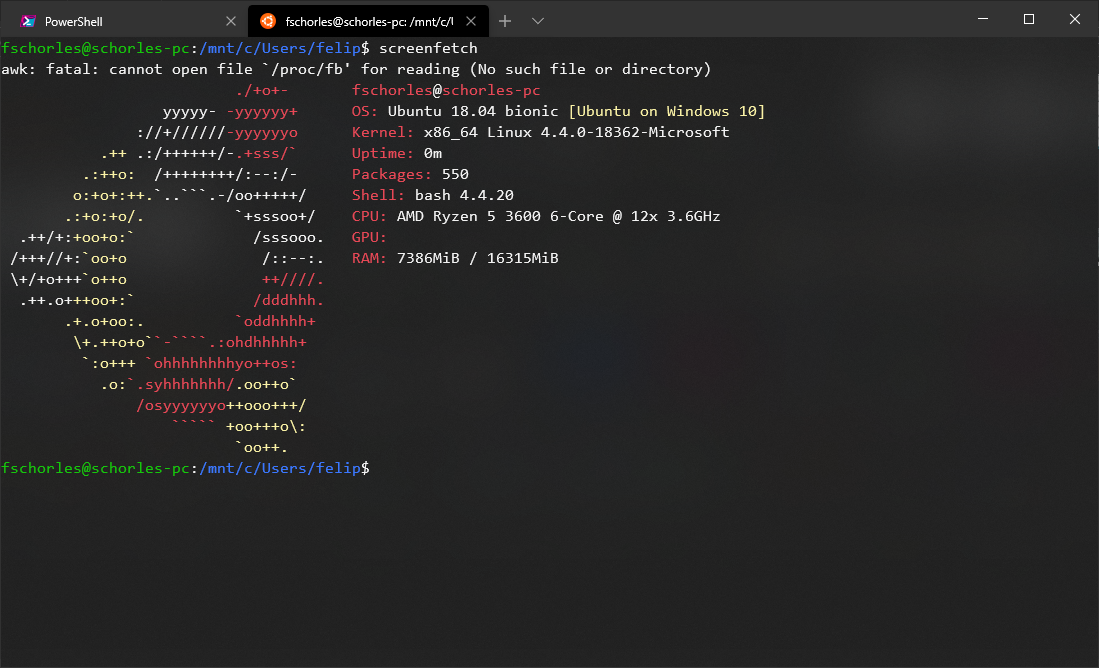 PowerShell
fschorles@schorles-pc: /mnt/c/U
fschorles@schorles-pc:/mnt/c/Users/felip$ screenfetch
awk: fatal: cannot open file `/proc/fb' for reading (No such file or directory)
                          ./+o+-       fschorles@schorles-pc
                  yyyyy- -yyyyyy+      OS: Ubuntu 18.04 bionic [Ubuntu on Windows 10]
               ://+//////-yyyyyyo      Kernel: x86_64 Linux 4.4.0-18362-Microsoft
           .++ .:/++++++/-.+sss/`      Uptime: 0m
         .:++o:  /++++++++/:--:/-      Packages: 550
        o:+o+:++.`..```.-/oo+++++/     Shell: bash 4.4.20
       .:+o:+o/.          `+sssoo+/    CPU: AMD Ryzen 5 3600 6-Core @ 12x 3.6GHz
  .++/+:+oo+o:`             /sssooo.   GPU:
 /+++//+:`oo+o               /::--:.   RAM: 7386MiB / 16315MiB
 \+/+o+++`o++o               ++////.
  .++.o+++oo+:`             /dddhhh.
       .+.o+oo:.          `oddhhhh+
        \+.++o+o``-````.:ohdhhhhh+
         `:o+++ `ohhhhhhhhyo++os:
           .o:`.syhhhhhhh/.oo++o`
               /osyyyyyyo++ooo+++/
                   ````` +oo+++o\:
                          `oo++.
fschorles@schorles-pc:/mnt/c/Users/felip$